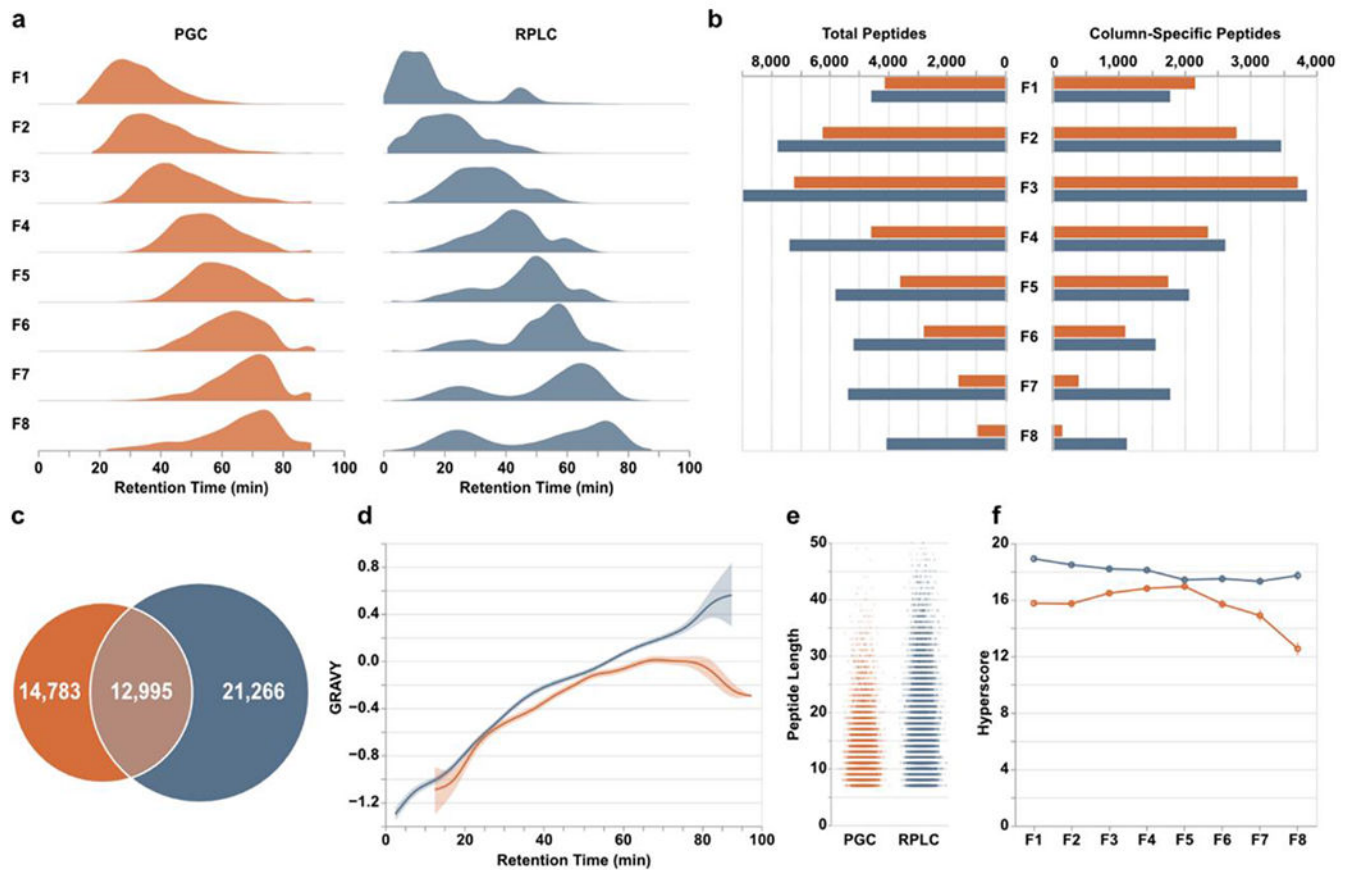 a
PGC RPLC
F1
F2
F3
F4
F5
F6
F7
F8
0 20 40 60 80 100 0 20 40 60 80 100
Retention Time (min) Retention Time (min)
b
Total Peptides Column-Specific Peptides
8,000 6,000 4,000 2,000 0 0 1,000 2,000 3,000 4,000
F1
F2
F3
F4
F5
F6
F7
F8
c
14,783 12,995 21,266
d
GRAVY
0.8
0.4
0.0
−0.4
−0.8
−1.2
20 40 60 80 100
Retention Time (min)
e
Peptide Length
50
40
30
20
10
0
PGC RPLC
f
Hyperscore
20
16
12
8
4
0
F1 F2 F3 F4 F5 F6 F7 F8